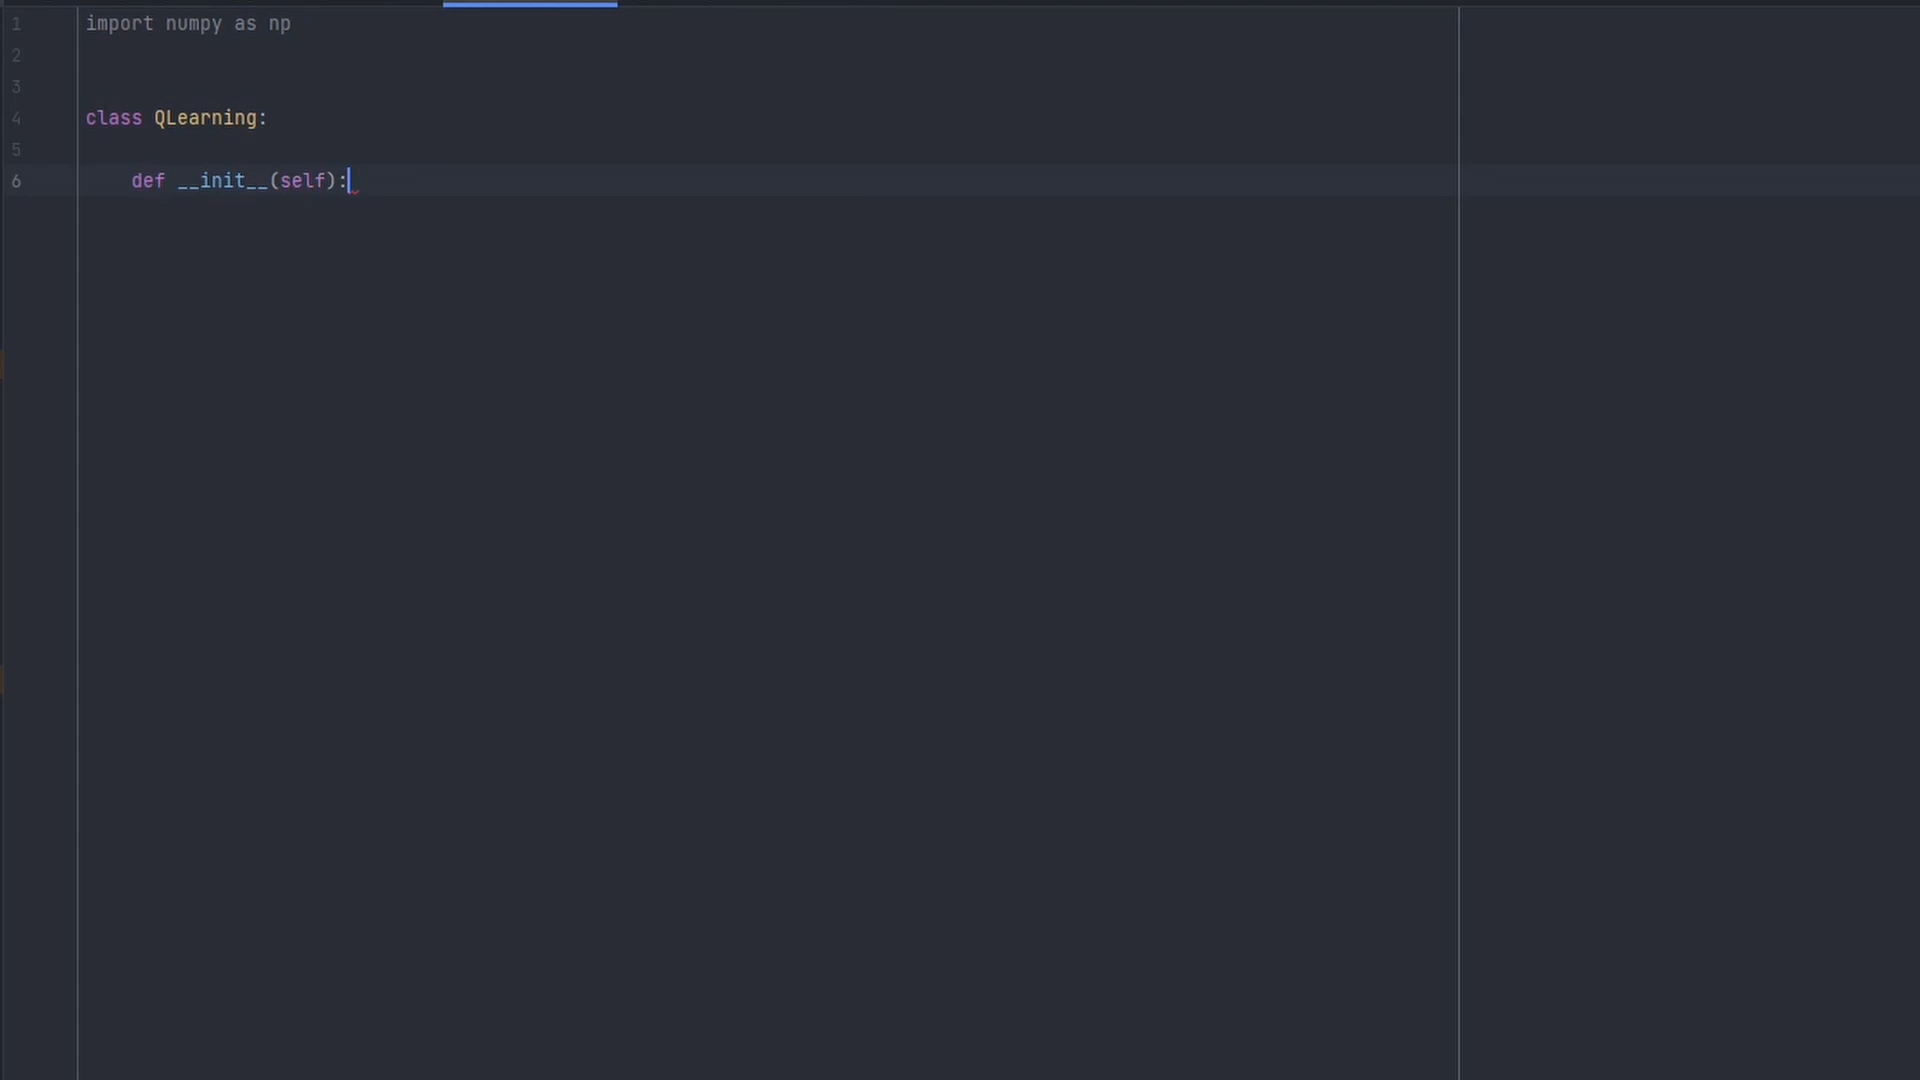 1 import numpy as np
2
3
4 class QLearning:
5
6     def __init__(self):